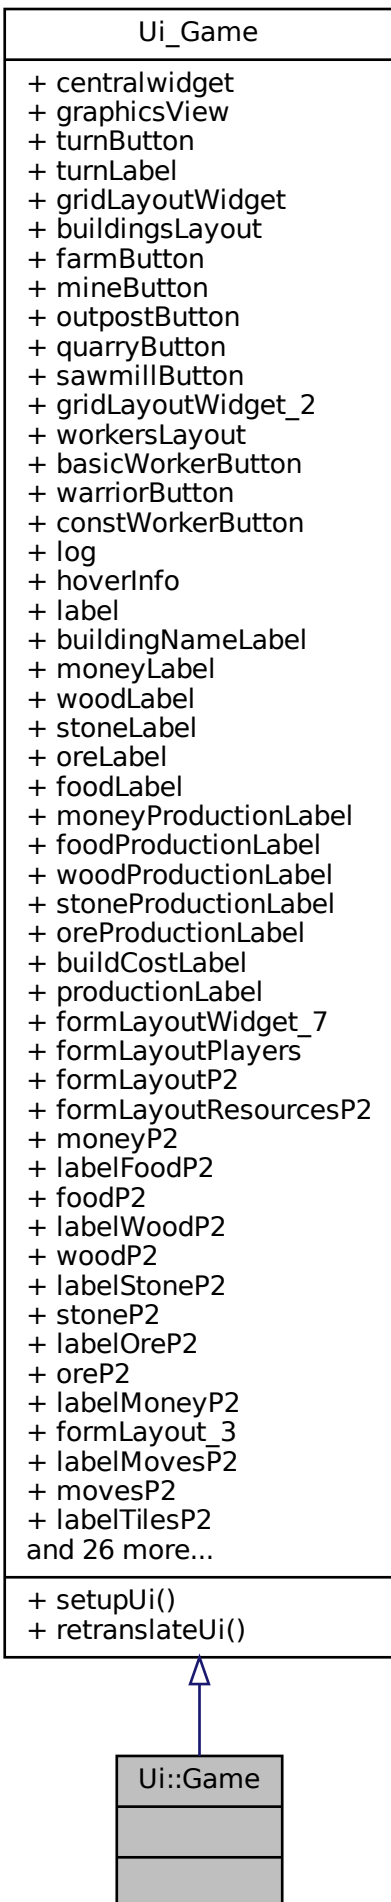 Ui_Game
+ centralwidget
+ graphicsView
+ turnButton
+ turnLabel
+ gridLayoutWidget
+ buildingsLayout
+ farmButton
+ mineButton
+ outpostButton
+ quarryButton
+ sawmillButton
+ gridLayoutWidget_2
+ workersLayout
+ basicWorkerButton
+ warriorButton
+ constWorkerButton
+ log
+ hoverInfo
+ label
+ buildingNameLabel
+ moneyLabel
+ woodLabel
+ stoneLabel
+ oreLabel
+ foodLabel
+ moneyProductionLabel
+ foodProductionLabel
+ woodProductionLabel
+ stoneProductionLabel
+ oreProductionLabel
+ buildCostLabel
+ productionLabel
+ formLayoutWidget_7
+ formLayoutPlayers
+ formLayoutP2
+ formLayoutResourcesP2
+ moneyP2
+ labelFoodP2
+ foodP2
+ labelWoodP2
+ woodP2
+ labelStoneP2
+ stoneP2
+ labelOreP2
+ oreP2
+ labelMoneyP2
+ formLayout_3
+ labelMovesP2
+ movesP2
+ labelTilesP2
and 26 more...
+ setupUi()
+ retranslateUi()
Ui::Game